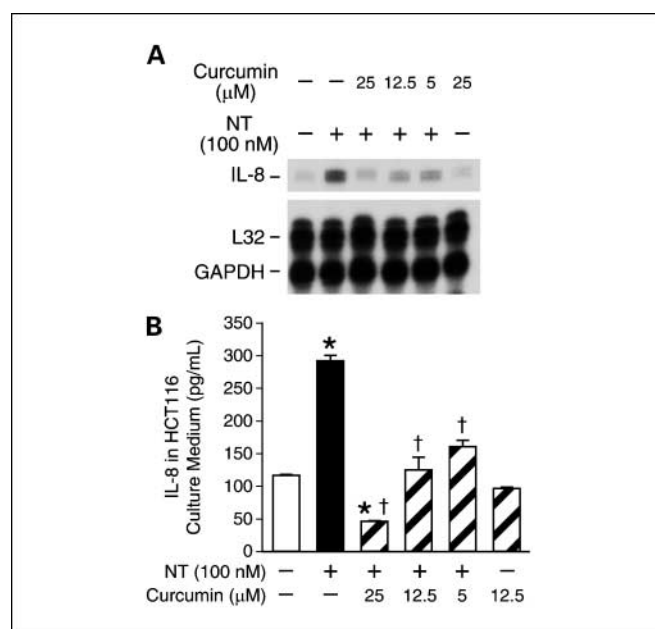 A
Curcumin (μM) − − 25 12.5 5 25
NT (100 nM) − + + + + −
IL-8 −
L32 −
GAPDH −
B
IL-8 in HCT116
Culture Medium (pg/mL)
350
300
250
200
150
100
50
0
*
* †
†
†
NT (100 nM) − + + + + −
Curcumin (μM) − − 25 12.5 5 12.5